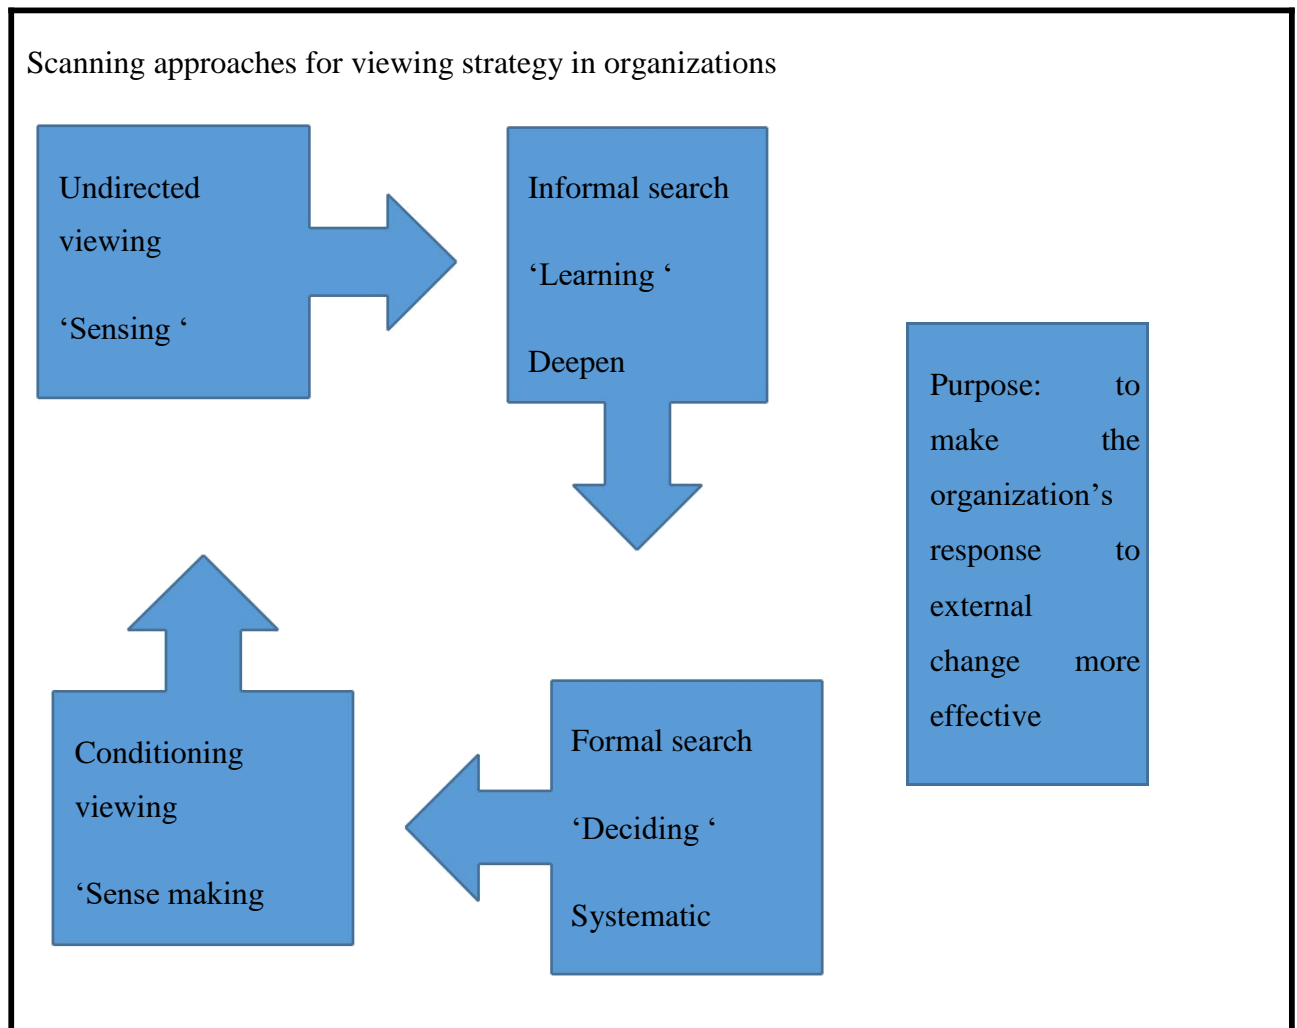 Scanning approaches for viewing strategy in organizations
Undirected
viewing
‘Sensing ‘
Informal search
‘Learning ‘
Deepen
Purpose: to
make the
organization’s
response to
external
change more
effective
Conditioning
viewing
‘Sense making
Formal search
‘Deciding ‘
Systematic